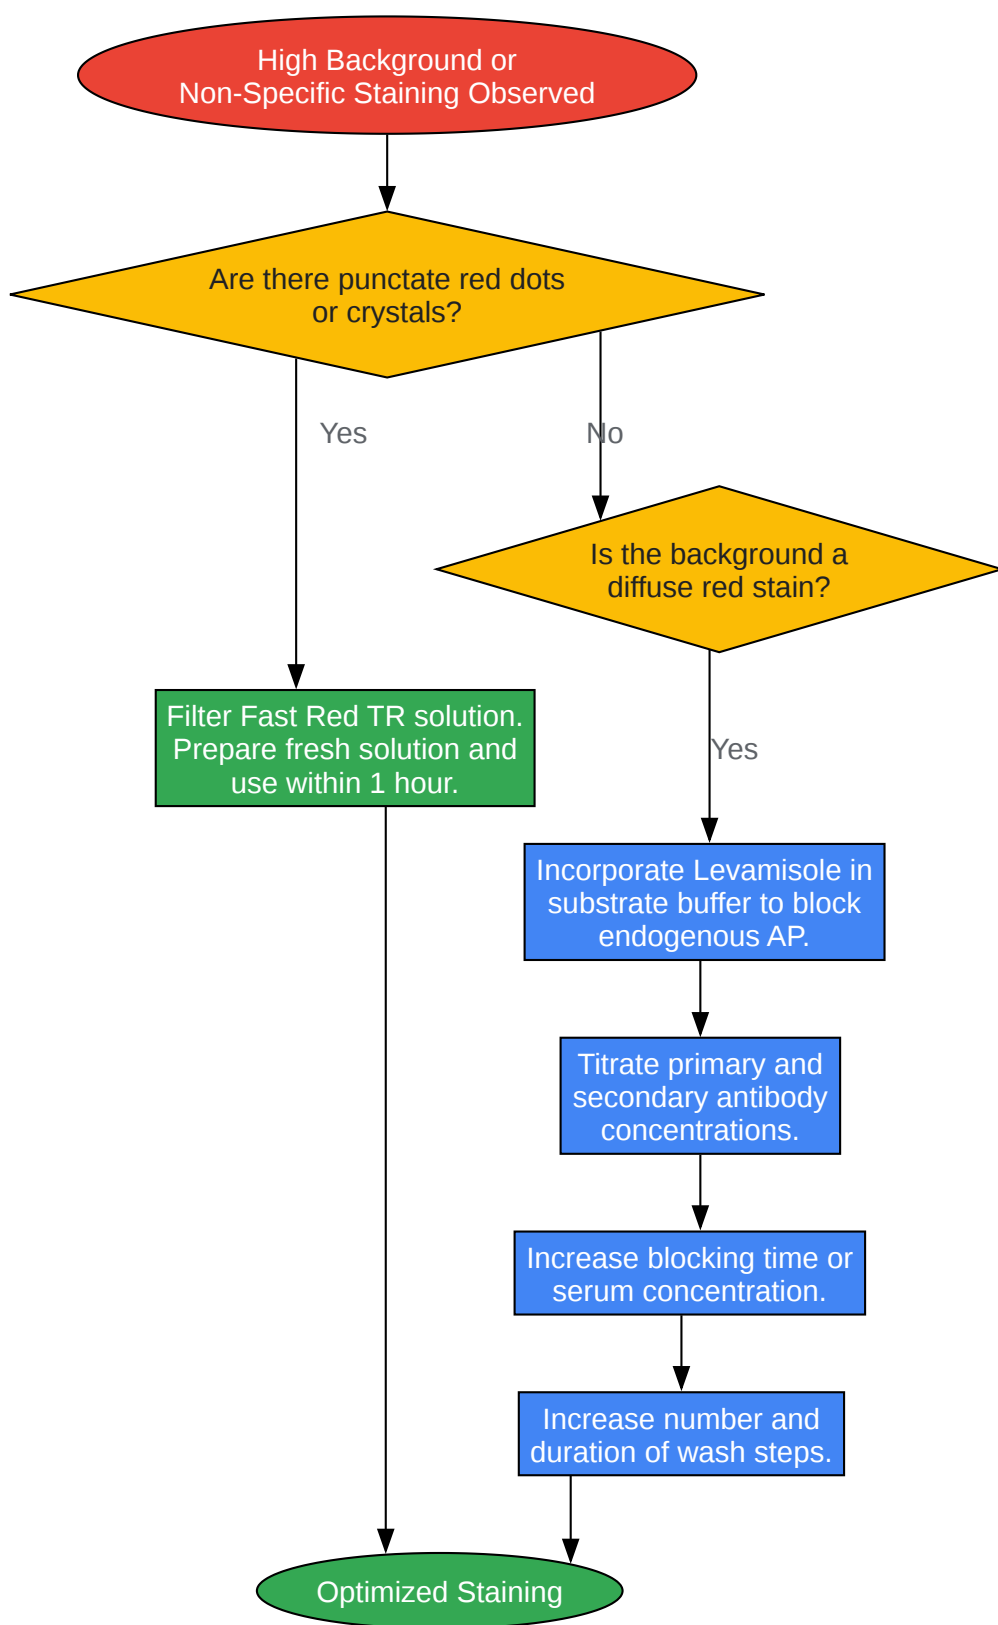 High Background or
Non-Specific Staining Observed
Are there punctate red dots
or crystals?
Yes
No
Is the background a
diffuse red stain?
Filter Fast Red TR solution.
Prepare fresh solution and
use within 1 hour.
Yes
Incorporate Levamisole in
substrate buffer to block
endogenous AP.
Titrate primary and
secondary antibody
concentrations.
Increase blocking time or
serum concentration.
Increase number and
duration of wash steps.
Optimized Staining